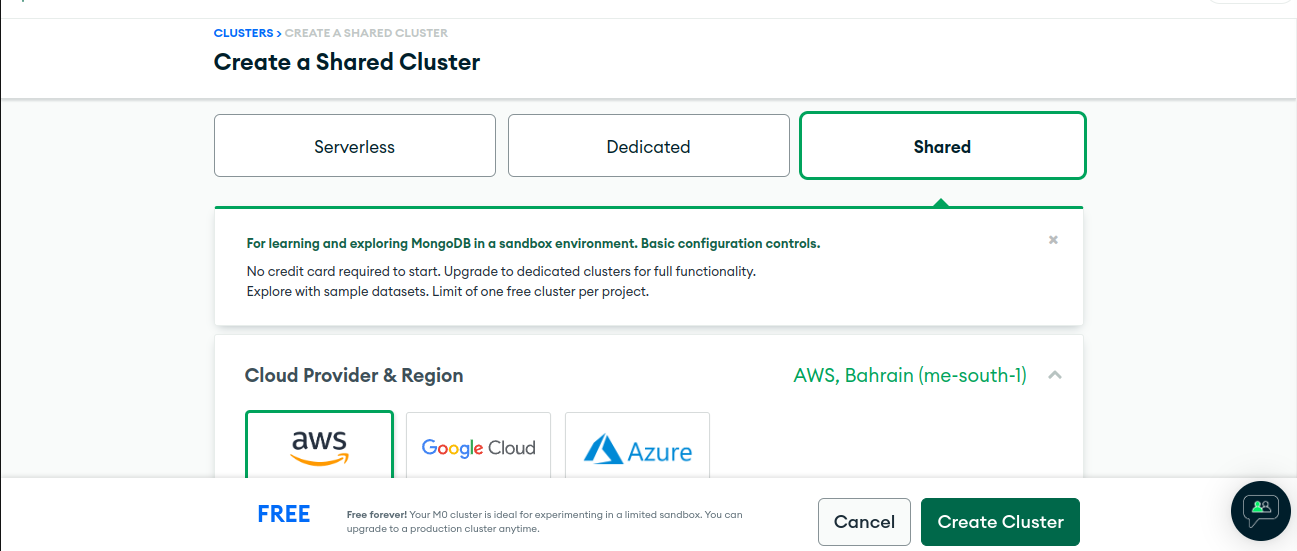 CLUSTERS > CREATE A SHARED CLUSTER
Create a Shared Cluster
Serverless
Dedicated
Shared
For learning and exploring MongoDB in a sandbox environment. Basic configuration controls.
No credit card required to start. Upgrade to dedicated clusters for full functionality.
Explore with sample datasets. Limit of one free cluster per project.
Cloud Provider & Region
AWS, Bahrain (me-south-1)
aws
Google Cloud
Azure
FREE
Free forever! Your M0 cluster is ideal for experimenting in a limited sandbox. You can
upgrade to a production cluster anytime.
Cancel
Create Cluster